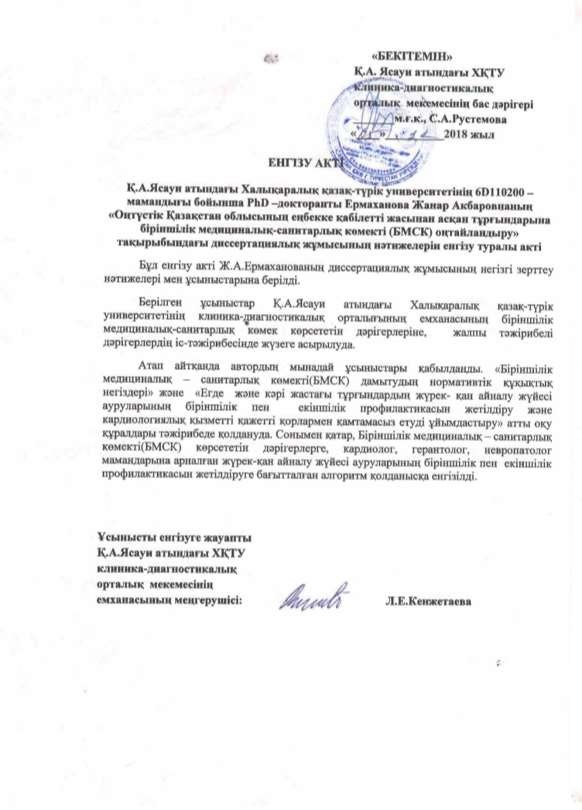 «БЕКІТЕМІН»
Қ.А. Ясауи атындағы ХҚТУ
клиника-диагностикалық
орталық мекемесінің бас дәрігері
м.ғ.к., С.А.Рустемова
2018 жыл
ЕНГІЗУ АКТІ
Қ.А.Ясауи атындағы Халықаралық қазақ-түрік университетінің 6D110200 –
мамандығы бойынша PhD –докторанты Ермаханова Жанар Акбаровнаның
«Оңтүстік Қазақстан облысының еңбекке қабілетті жасынан асқан тұрғындарына
біріншілік медициналық-санитарлық көмекті (БМСК) оңтайландыру»
тақырыбындағы диссертациялық жұмысының нәтижелерін енгізу туралы акті
Бұл енгізу акті Ж.А.Ермаханованың диссертациялық жұмысының негізгі зерттеу
нәтижелері мен ұсыныстарына берілді.
Берілген ұсыныстар Қ.А.Ясауи атындағы Халықаралық қазақ-түрік
университетінің клиника-диагностикалық орталығының емханасының біріншілік
медициналық-санитарлық көмек көрсететін дәрігерлеріне, жалпы тәжірибелі
дәрігерлердің іс-тәжірибесінде жүзеге асырылуда.
Атап айтқанда автордың мынадай ұсыныстары қабылданды. «Біріншілік
медициналық – санитарлық көмекті(БМСК) дамытудың нормативтік құқықтық
негіздері» және «Егде және кәрі жастағы тұрғындардың жүрек- қан айналу жүйесі
ауруларының біріншілік пен екіншілік профилактикасын жетілдіру және
кардиологиялық қызметті қажетті қорлармен қамтамасыз етуді ұйымдастыру» атты оқу
құралдары тәжірибеде қолдануда. Сонымен қатар, Біріншілік медициналық – санитарлық
көмекті(БМСК) көрсететін дәрігерлерге, кардиолог, геронтолог, невропатолог
мамандарына арналған жүрек-қан айналу жүйесі ауруларының біріншілік пен екіншілік
профилактикасын жетілдіруге бағытталған алгоритм қолданысқа енгізілді.
Ұсынысты енгізуге жауапты
Қ.А.Ясауи атындағы ХҚТУ
клиника-диагностикалық
орталық мекемесінің
емханасының меңгерушісі:
Л.Е.Кенжетаева